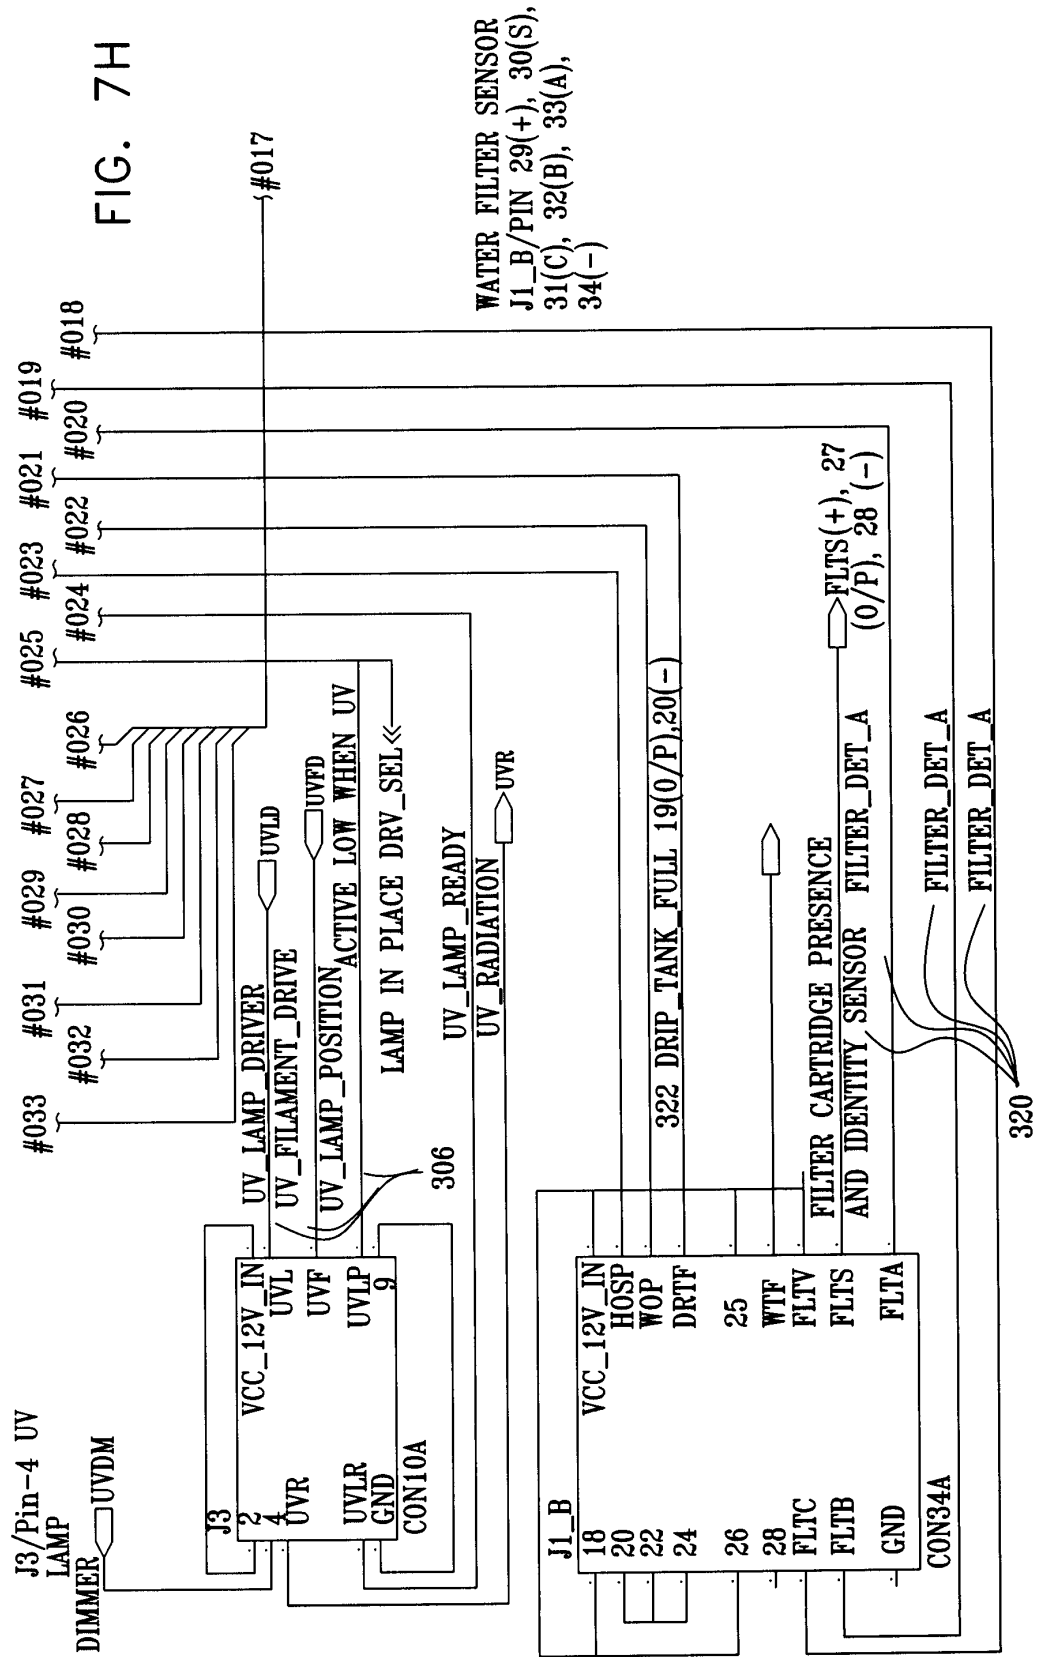 FIG. 7H
#017
#018
#019
#020
#021
#022
#023
#024
#025
#026
#027
#028
#029
#030
#031
#032
#033
WATER FILTER SENSOR
J1_B/PIN 29(+), 30(S),
31(C), 32(B), 33(A),
34(-)
J3/Pin-4 UV
LAMP
DIMMER
UVDM
J3
2
4
UVR
UVLR
GND
CON10A
VCC_12V_IN
UVL
UVF
UVLP
9
UV_LAMP_DRIVER
UVLD
UV_FILAMENT_DRIVE
UVFD
UV_LAMP_POSITION
ACTIVE LOW WHEN UV
LAMP IN PLACE DRV_SEL
UV_LAMP_READY
UV_RADIATION
UVR
306
J1_B
18
20
22
24
26
28
FLTC
FLTB
GND
CON34A
VCC_12V_IN
HOSP
WOP
DRTF
25
WTF
FLTV
FLTS
FLTA
322 DRIP_TANK_FULL 19(O/P),20(-)
FILTER CARTRIDGE PRESENCE
AND IDENTITY SENSOR
FILTER_DET_A
FLTS(+), 27
(O/P), 28 (-)
FILTER_DET_A
FILTER_DET_A
320